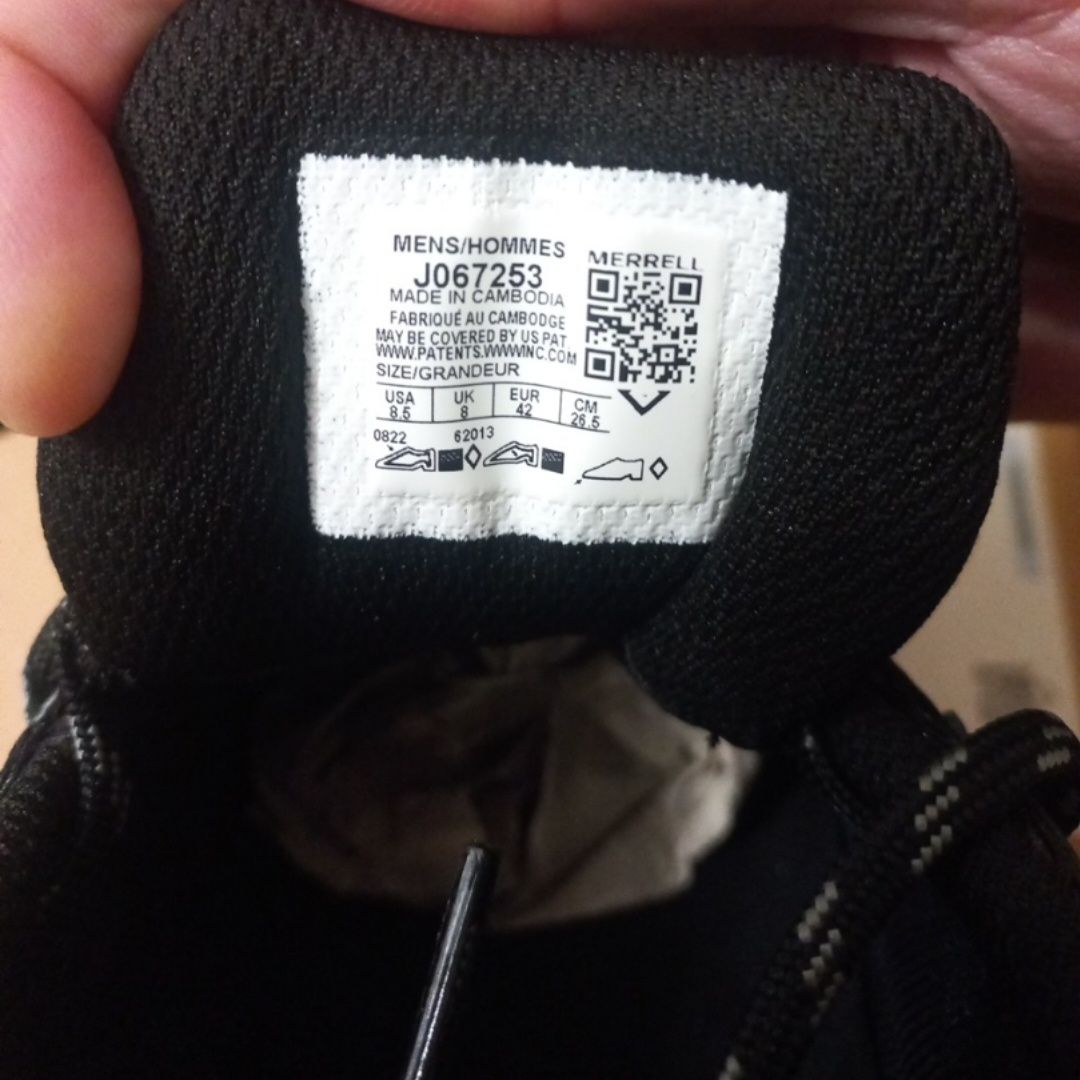 MENS/HOMMES
J067253
MADE IN CAMBODIA
FABRIQUÉ AU CAMBODGE
MAY BE COVERED BY US PAT
WWW.PATENTS.WWWINC.COM
SIZE/GRANDEUR
USA UK EUR CM
8.5 8 42 26.5
0822 62013
MERRELL